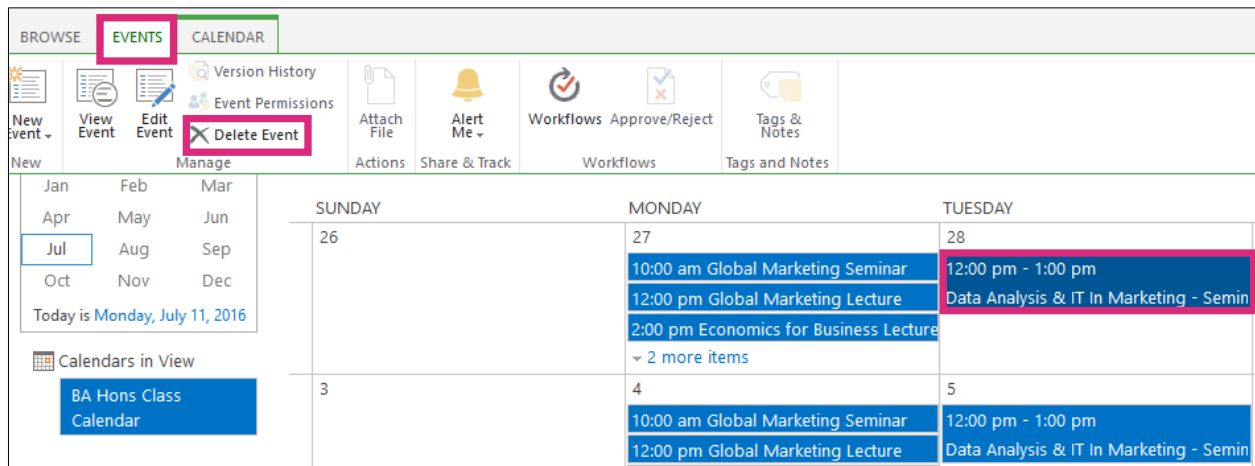 BROWSE EVENTS CALENDAR
New Event
View Event
Edit Event
Version History
Event Permissions
Delete Event
Attach File
Alert Me
Workflows
Approve/Reject
Tags & Notes
New Manage Actions Share & Track Workflows Tags and Notes
Jan Feb Mar
Apr May Jun
Jul Aug Sep
Oct Nov Dec
Today is Monday, July 11, 2016
Calendars in View
BA Hons Class
Calendar
SUNDAY MONDAY TUESDAY
26 27 28
10:00 am Global Marketing Seminar
12:00 pm Global Marketing Lecture
2:00 pm Economics for Business Lecture
2 more items
12:00 pm - 1:00 pm
Data Analysis & IT In Marketing - Semin
3 4 5
10:00 am Global Marketing Seminar
12:00 pm Global Marketing Lecture
12:00 pm - 1:00 pm
Data Analysis & IT In Marketing - Semin